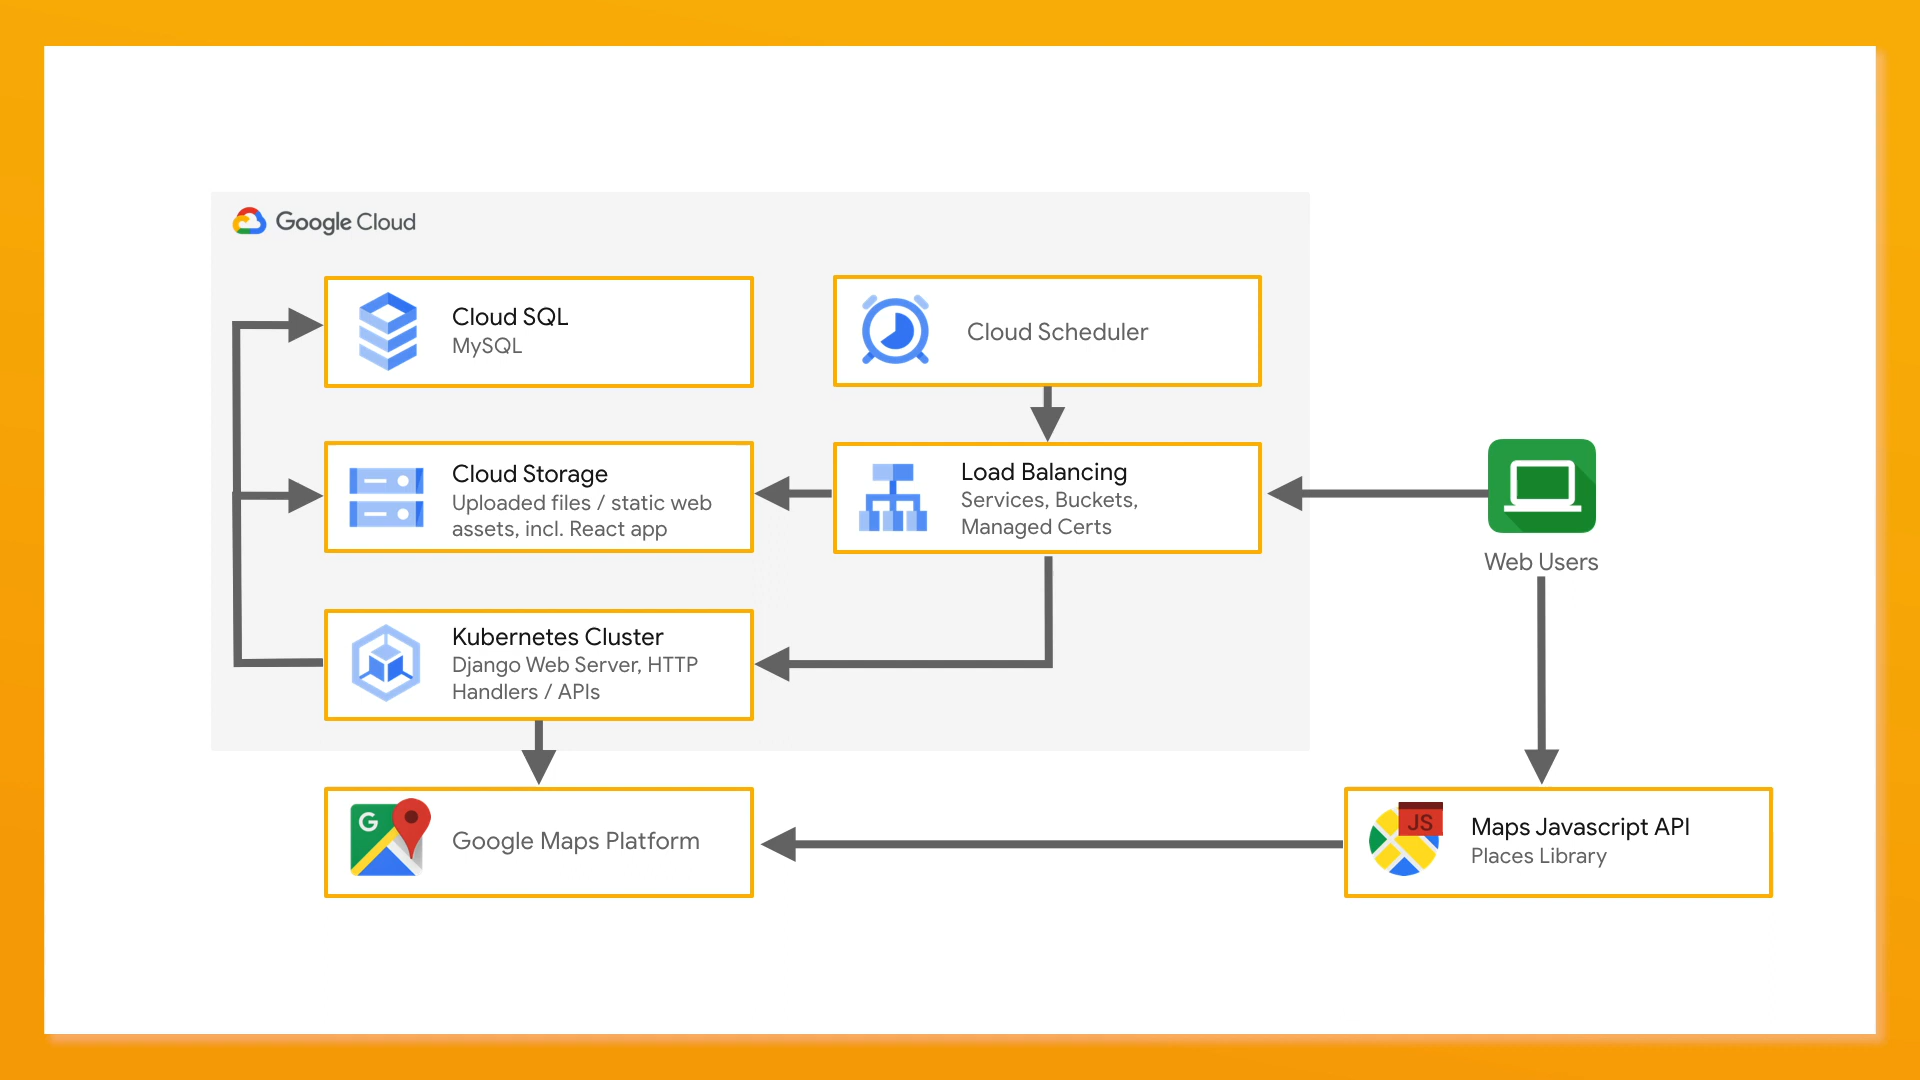 Google Cloud
Cloud SQL
MySQL
Cloud Scheduler
Cloud Storage
Uploaded files / static web
assets, incl. React app
Load Balancing
Services, Buckets,
Managed Certs
Web Users
Kubernetes Cluster
Django Web Server, HTTP
Handlers / APIs
G
Google Maps Platform
JS
Maps Javascript API
Places Library